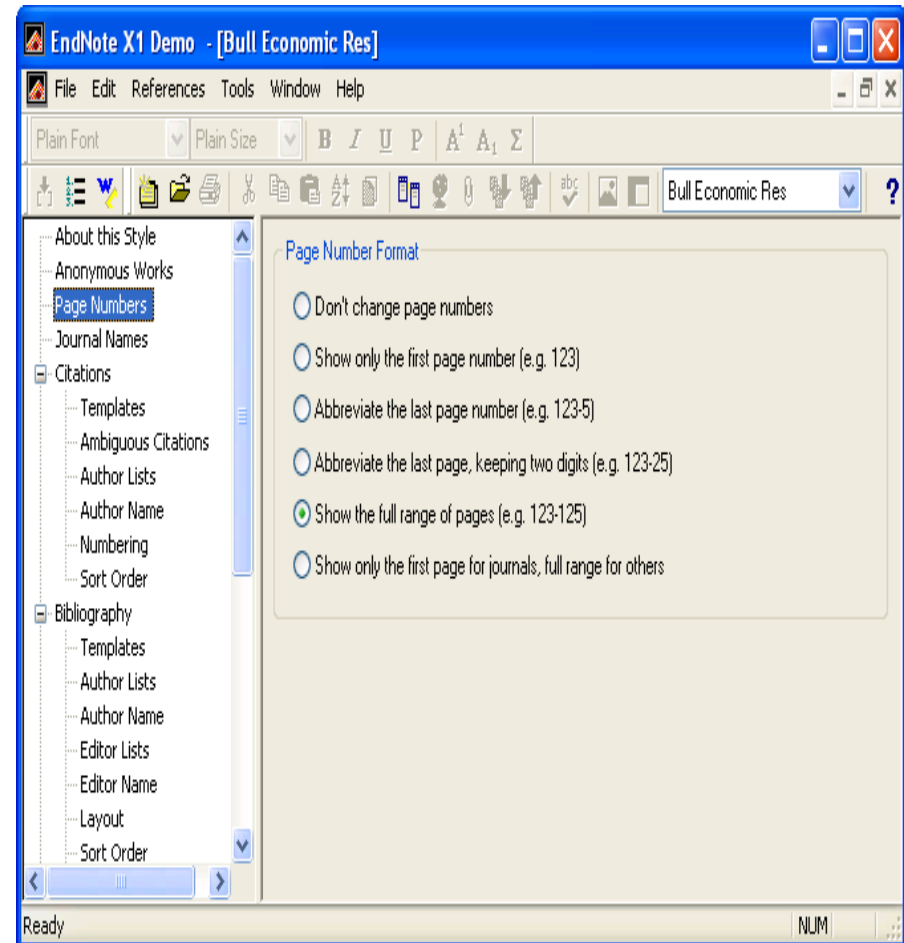 EndNote X1 Demo - [Bull Economic Res]
File Edit References Tools Window Help
Plain Font Plain Size B I U P A¹ A₁ Σ
abc Bull Economic Res ?
About this Style
Anonymous Works
Page Numbers
Journal Names
Citations
Templates
Ambiguous Citations
Author Lists
Author Name
Numbering
Sort Order
Bibliography
Templates
Author Lists
Author Name
Editor Lists
Editor Name
Layout
Sort Order
Page Number Format
Don't change page numbers
Show only the first page number (e.g. 123)
Abbreviate the last page number (e.g. 123-5)
Abbreviate the last page, keeping two digits (e.g. 123-25)
Show the full range of pages (e.g. 123-125)
Show only the first page for journals, full range for others
Ready NUM